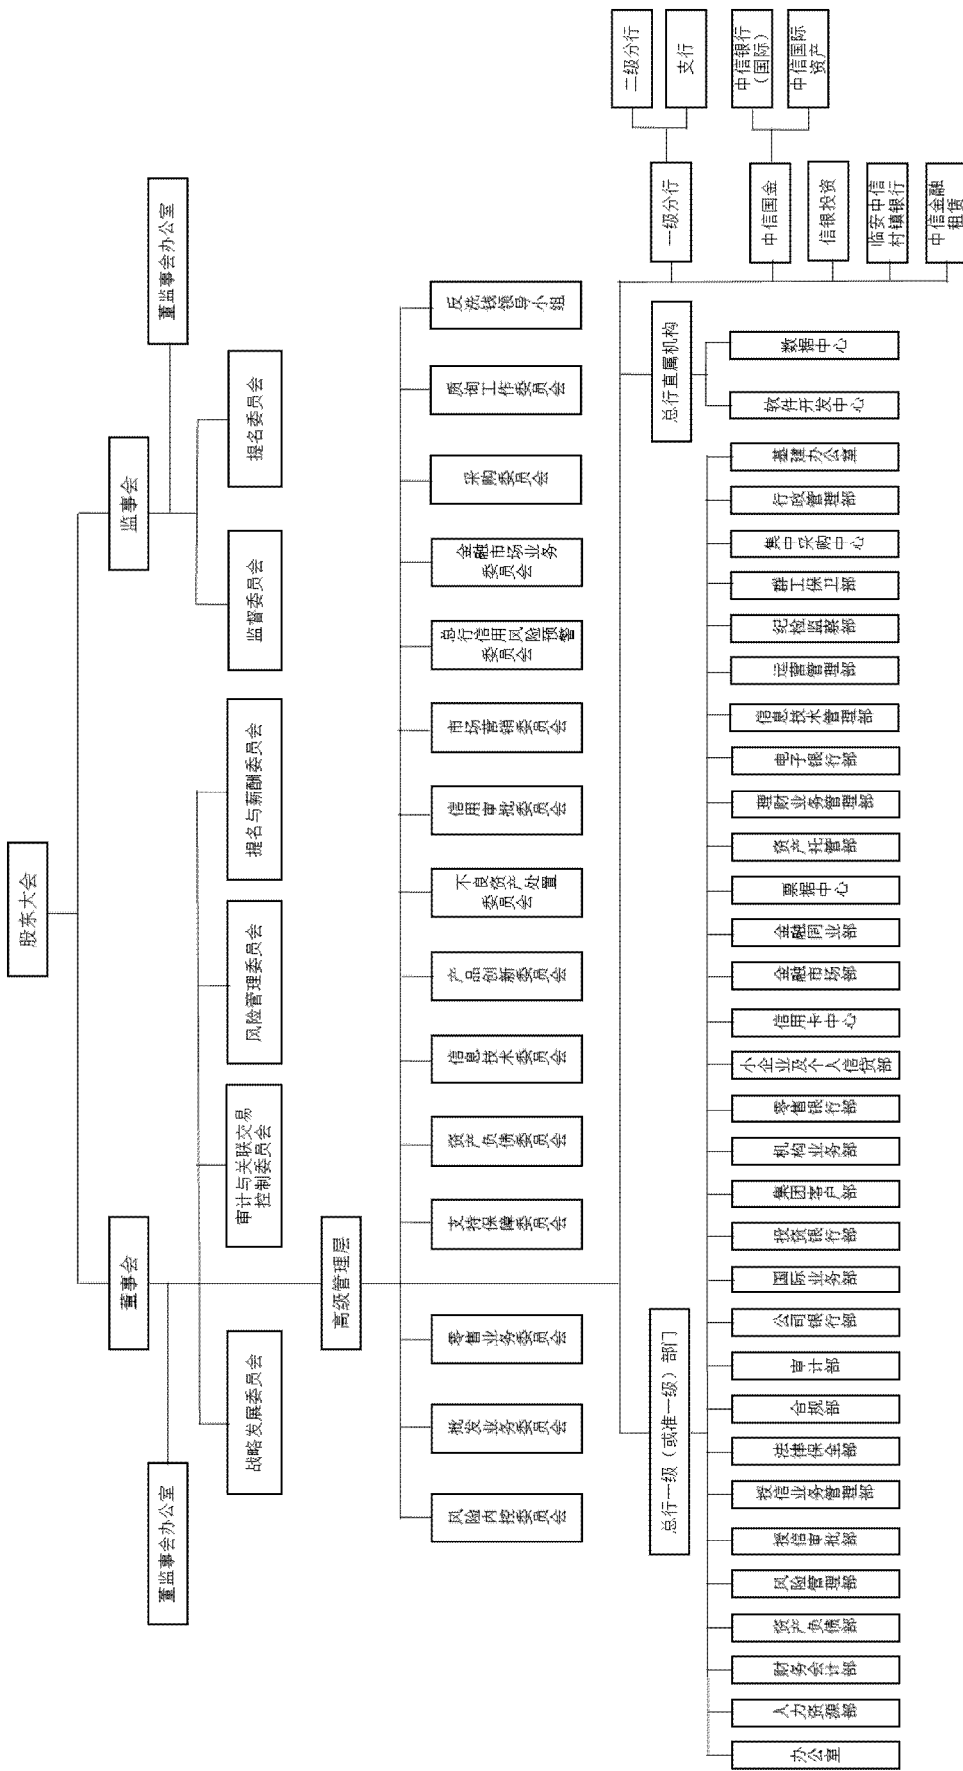 股东大会
董事会
监事会
董监事会办公室
董监事会办公室
战略发展委员会
审计与关联交易
控制委员会
风险管理委员会
提名与薪酬委员会
监督委员会
提名委员会
高级管理层
风险内控委员会
批发业务委员会
零售业务委员会
支持保障委员会
资产负债委员会
信息技术委员会
产品创新委员会
不良资产处置
委员会
信用审批委员会
市场营销委员会
总行信用风险预警
委员会
金融市场业务
委员会
采购委员会
质询工作委员会
反洗钱领导小组
总行一级（或准一级）部门
总行直属机构
一级分行
二级分行
支行
中信国金
中信银行
（国际）
中信国际
资产
信银投资
临安中信
村镇银行
中信金融
租赁
办公室
人力资源部
财务会计部
资产负债部
风险管理部
授信审批部
授信业务管理部
法律保全部
合规部
审计部
公司银行部
国际业务部
投资银行部
集团客户部
机构业务部
零售银行部
小企业及个人信贷部
信用卡中心
金融市场部
金融同业部
票据中心
资产托管部
理财业务管理部
电子银行部
信息技术管理部
运营管理部
纪检监察部
群工保卫部
集中采购中心
行政管理部
基建办公室
软件开发中心
数据中心